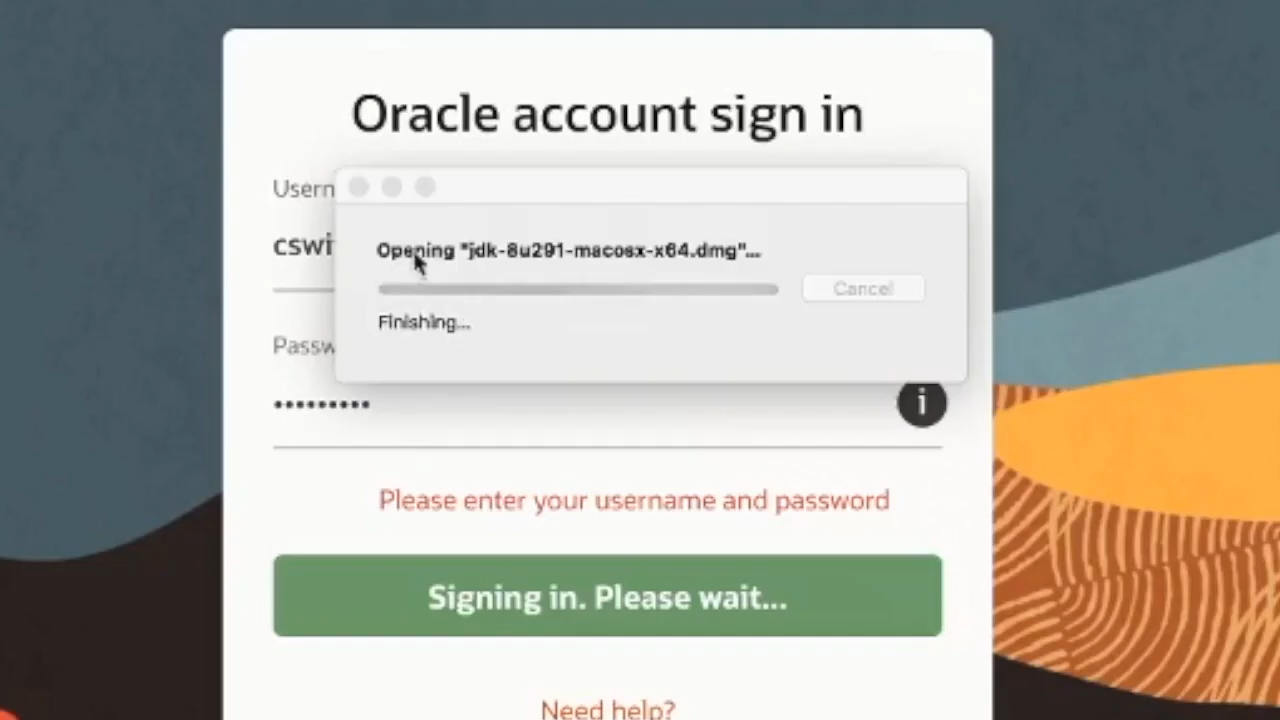 Oracle account sign in
Usern
cswi
Opening "jdk-8u291-macosx-x64.dmg"...
Cancel
Finishing...
Passw
•••••••••
i
Please enter your username and password
Signing in. Please wait...
Need help?